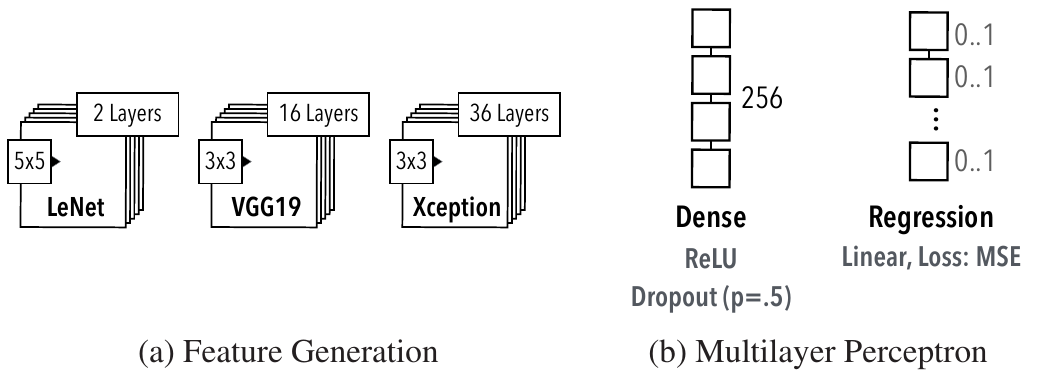 2 Layers
5x5
LeNet
16 Layers
3x3
VGG19
36 Layers
3x3
Xception
(a) Feature Generation
256
Dense
ReLU
Dropout (p=.5)
0..1
0..1
0..1
Regression
Linear, Loss: MSE
(b) Multilayer Perceptron